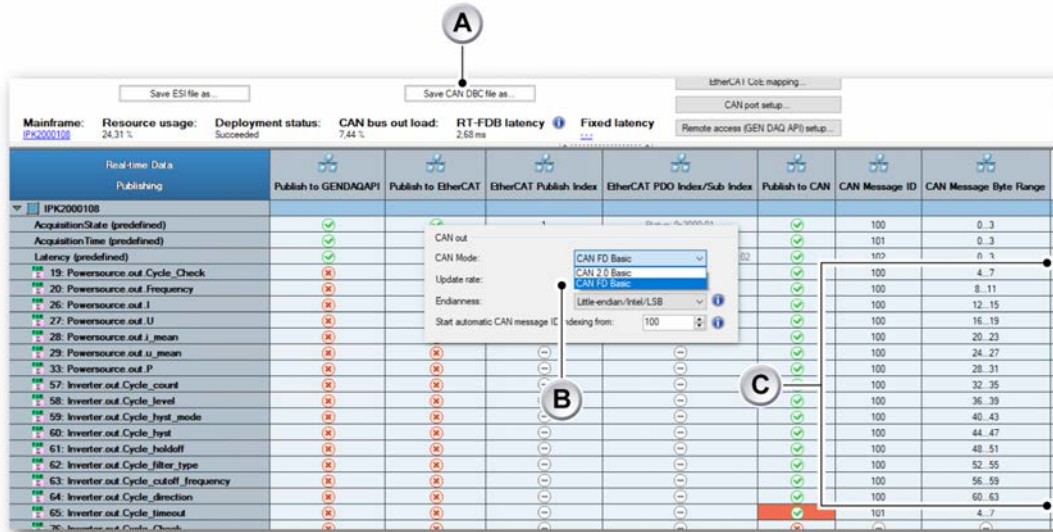 A
EtherCAT CoE mapping...
Save ESI file as...
Save CAN DBC file as...
CAN port setup...
Mainframe: Resource usage: Deployment status: CAN bus out load: RT-FDB latency Fixed latency
IPK2000108 24,31 % Succeeded 7,44 % 2,68 ms ...
Remote access (GEN DAQ API) setup...
Real-time Data
Publishing
Publish to GENDAQAPI Publish to EtherCAT EtherCAT Publish Index EtherCAT PDO Index/Sub Index Publish to CAN CAN Message ID CAN Message Byte Range
IPK2000108
AcquisitionState (predefined) 1 Status: 0x2000:01 100 0...3
AcquisitionTime (predefined) 101 0...3
Latency (predefined) 02 102 0...3
CAN out
CAN Mode: CAN FD Basic
CAN 2.0 Basic
CAN FD Basic
Update rate:
Endianness: Little-endian/Intel/LSB
Start automatic CAN message ID indexing from: 100
19: Powersource.out.Cycle_Check 100 4...7
20: Powersource.out.Frequency 100 8...11
26: Powersource.out.I 100 12...15
27: Powersource.out.U 100 16...19
28: Powersource.out.i_mean 100 20...23
29: Powersource.out.u_mean 100 24...27
33: Powersource.out.P 100 28...31
57: Inverter.out.Cycle_count 100 32...35
58: Inverter.out.Cycle_level 100 36...39
59: Inverter.out.Cycle_hyst_mode 100 40...43
60: Inverter.out.Cycle_hyst 100 44...47
61: Inverter.out.Cycle_holdoff 100 48...51
62: Inverter.out.Cycle_filter_type 100 52...55
63: Inverter.out.Cycle_cutoff_frequency 100 56...59
64: Inverter.out.Cycle_direction 100 60...63
65: Inverter.out.Cycle_timeout 101 4...7
B
C